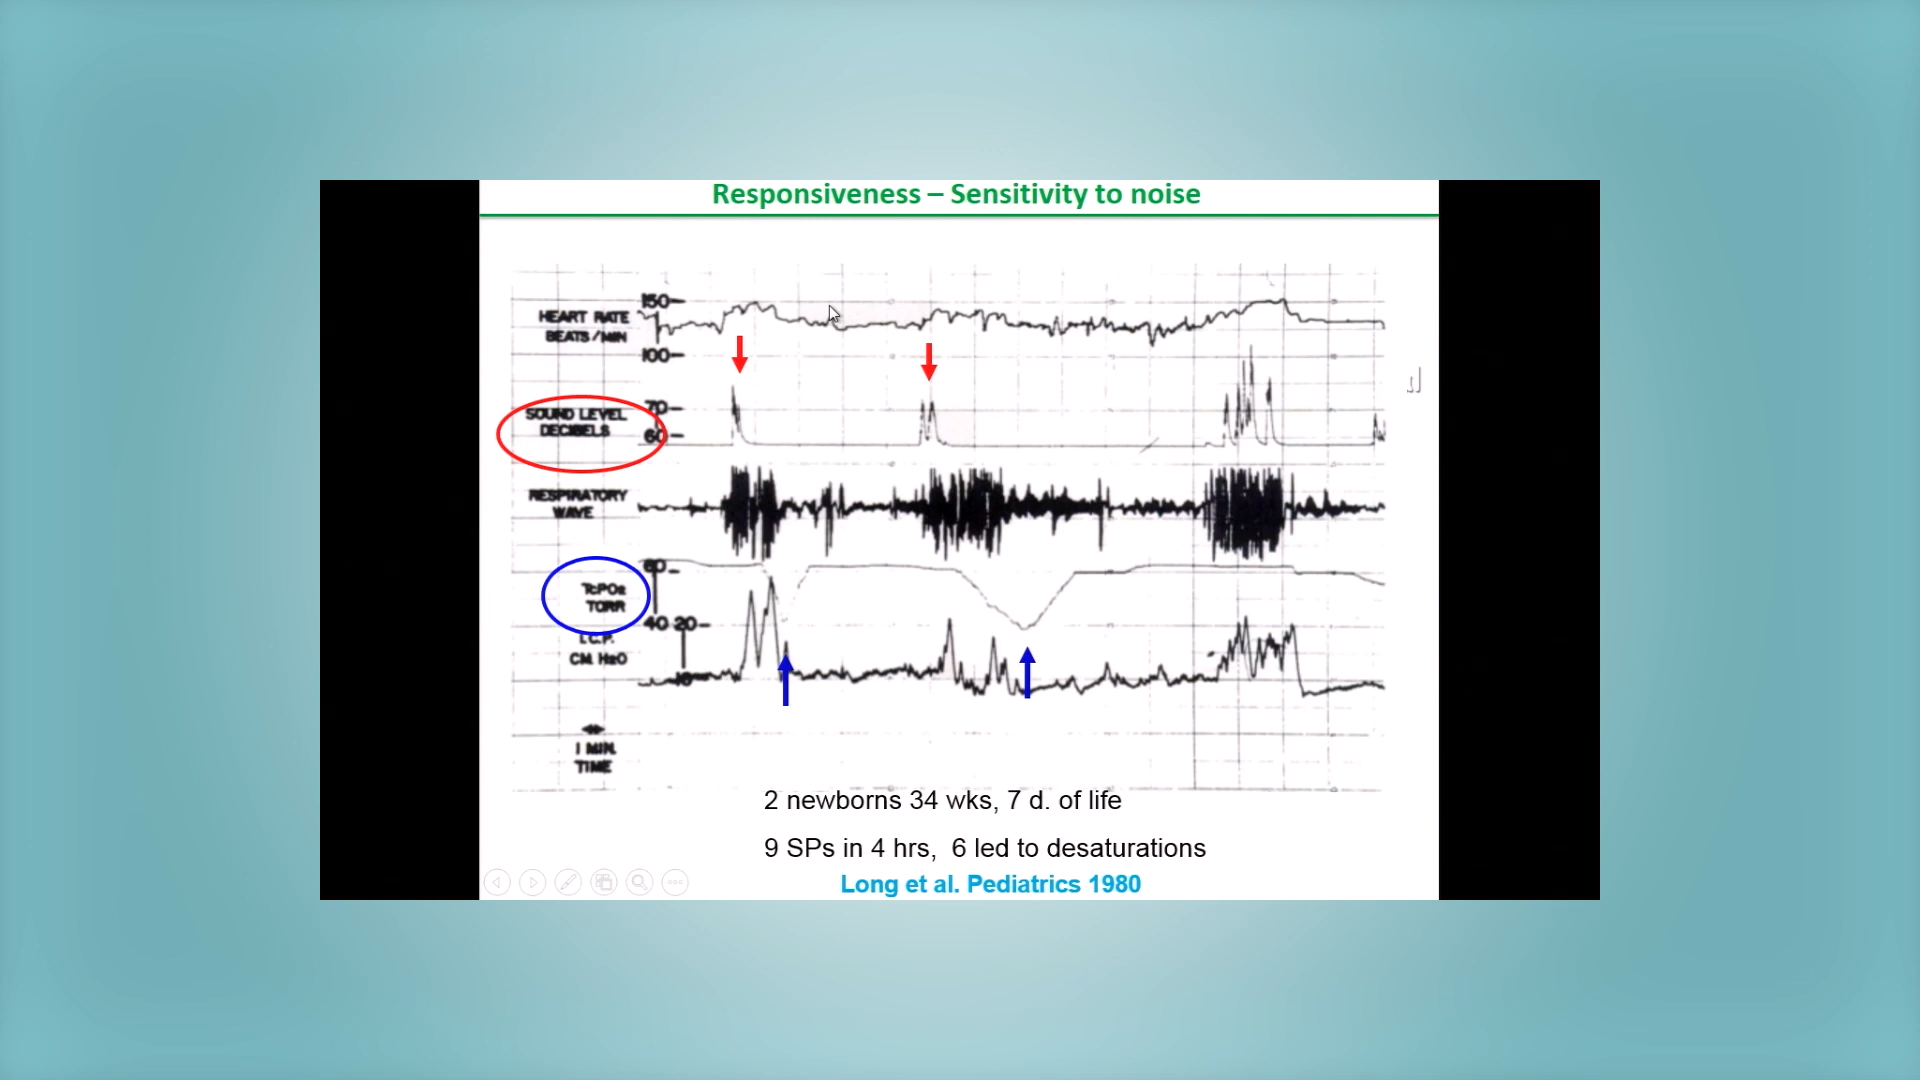 Responsiveness – Sensitivity to noise
150
HEART RATE
BEATS/MIN
100
SOUND LEVEL
DECIBELS
70
60
RESPIRATORY
WAVE
60
TcPO2
TORR
40 20
I.C.P.
CM H2O
10
1 MIN.
TIME
2 newborns 34 wks, 7 d. of life
9 SPs in 4 hrs, 6 led to desaturations
Long et al. Pediatrics 1980